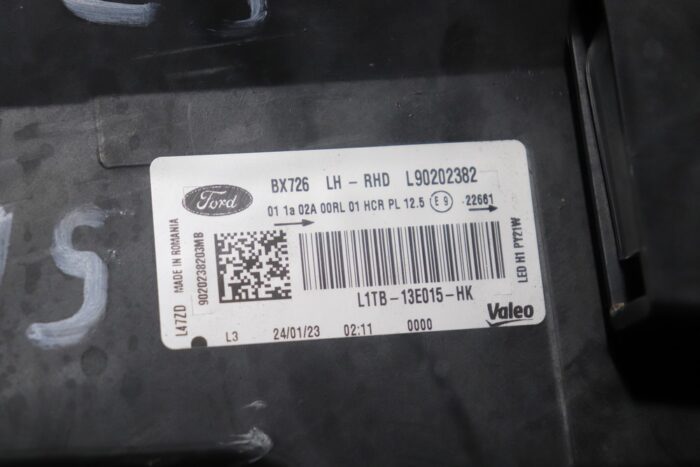 BX726 LH - RHD L90202382
Ford
01 1a 02A 00RL 01 HCR PL 12.5 E9 22661
L47ZD MADE IN ROMANIA
9020238203MB
LED H1 PY21W
L1TB-13E015-HK
Valeo
L3 24/01/23 02:11 0000